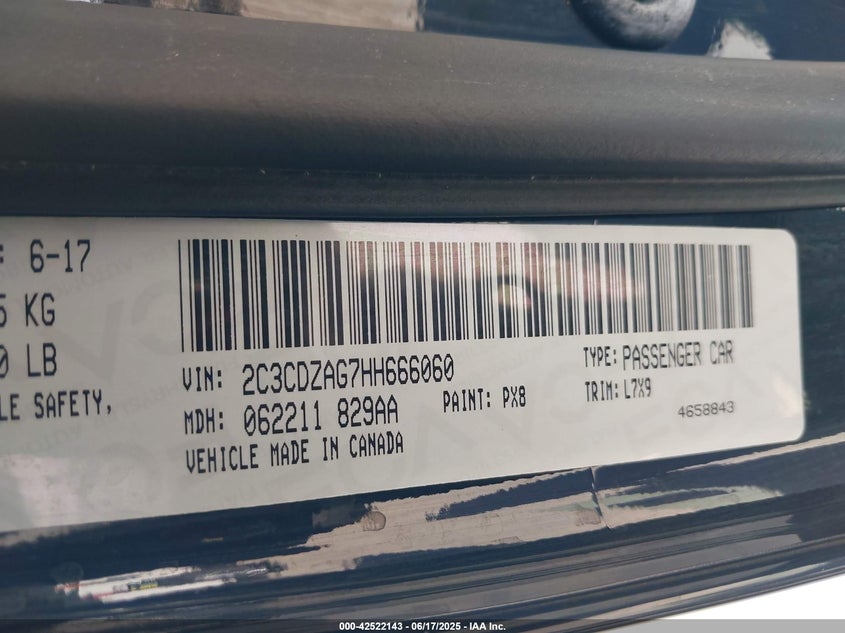 : 6-17
5 KG
0 LB
LE SAFETY,
VIN: 2C3CDZAG7HH666060
TYPE: PASSENGER CAR
MDH: 062211 829AA
PAINT: PX8
TRIM: L7X9
VEHICLE MADE IN CANADA
4658843
000-42522143 - 06/17/2025 - IAA Inc.